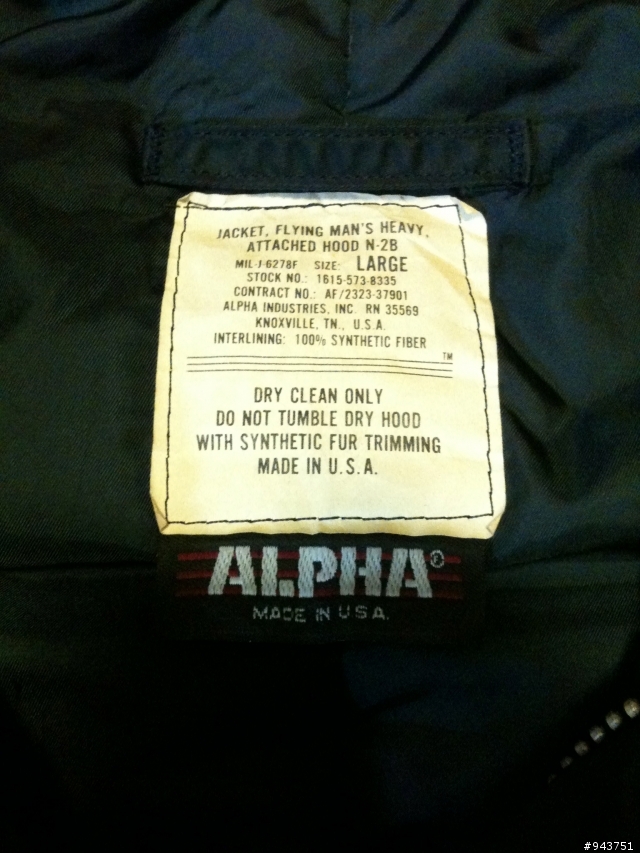 JACKET, FLYING MAN'S HEAVY,
ATTACHED HOOD N-2B
MIL-J-6278F SIZE: LARGE
STOCK NO.: 1615-573-8335
CONTRACT NO.: AF/2323-37901
ALPHA INDUSTRIES, INC. RN 35569
KNOXVILLE, TN., U.S.A.
INTERLINING: 100% SYNTHETIC FIBER
TM
DRY CLEAN ONLY
DO NOT TUMBLE DRY HOOD
WITH SYNTHETIC FUR TRIMMING
MADE IN U.S.A.
ALPHA®
MADE IN U.S.A.
#943751